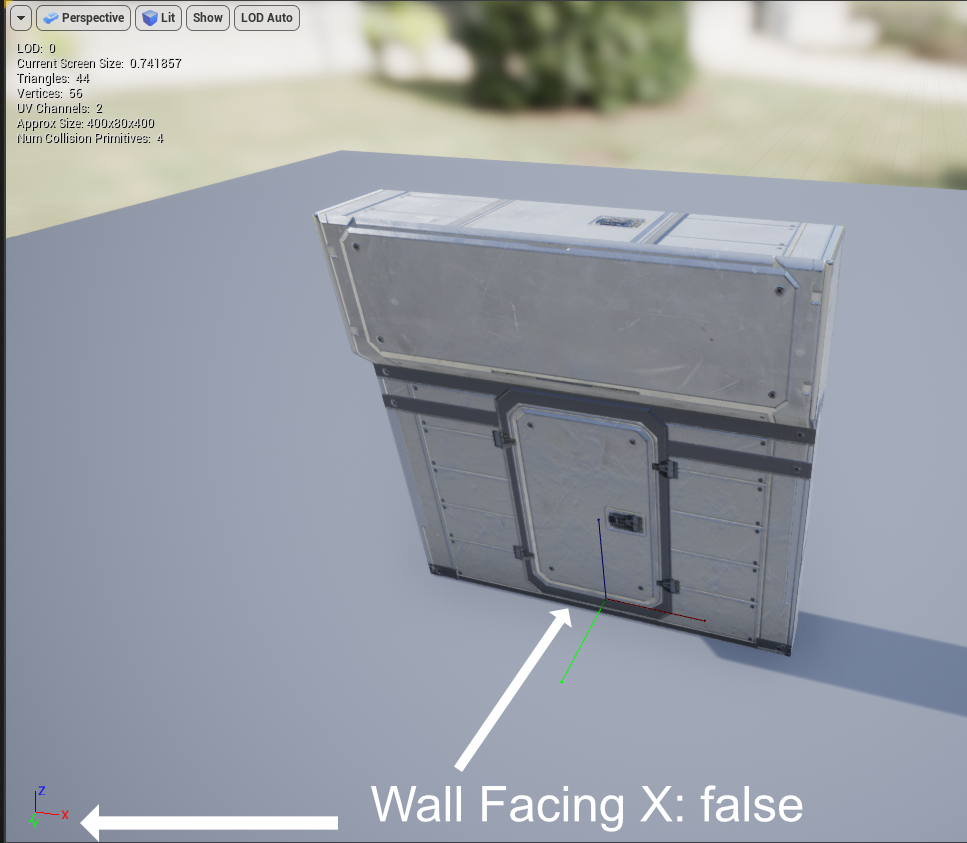 Perspective Lit Show LOD Auto
LOD: 0
Current Screen Size: 0.741857
Triangles: 44
Vertices: 56
UV Channels: 2
Approx Size: 400x80x400
Num Collision Primitives: 4
Z
X
Y
Wall Facing X: false